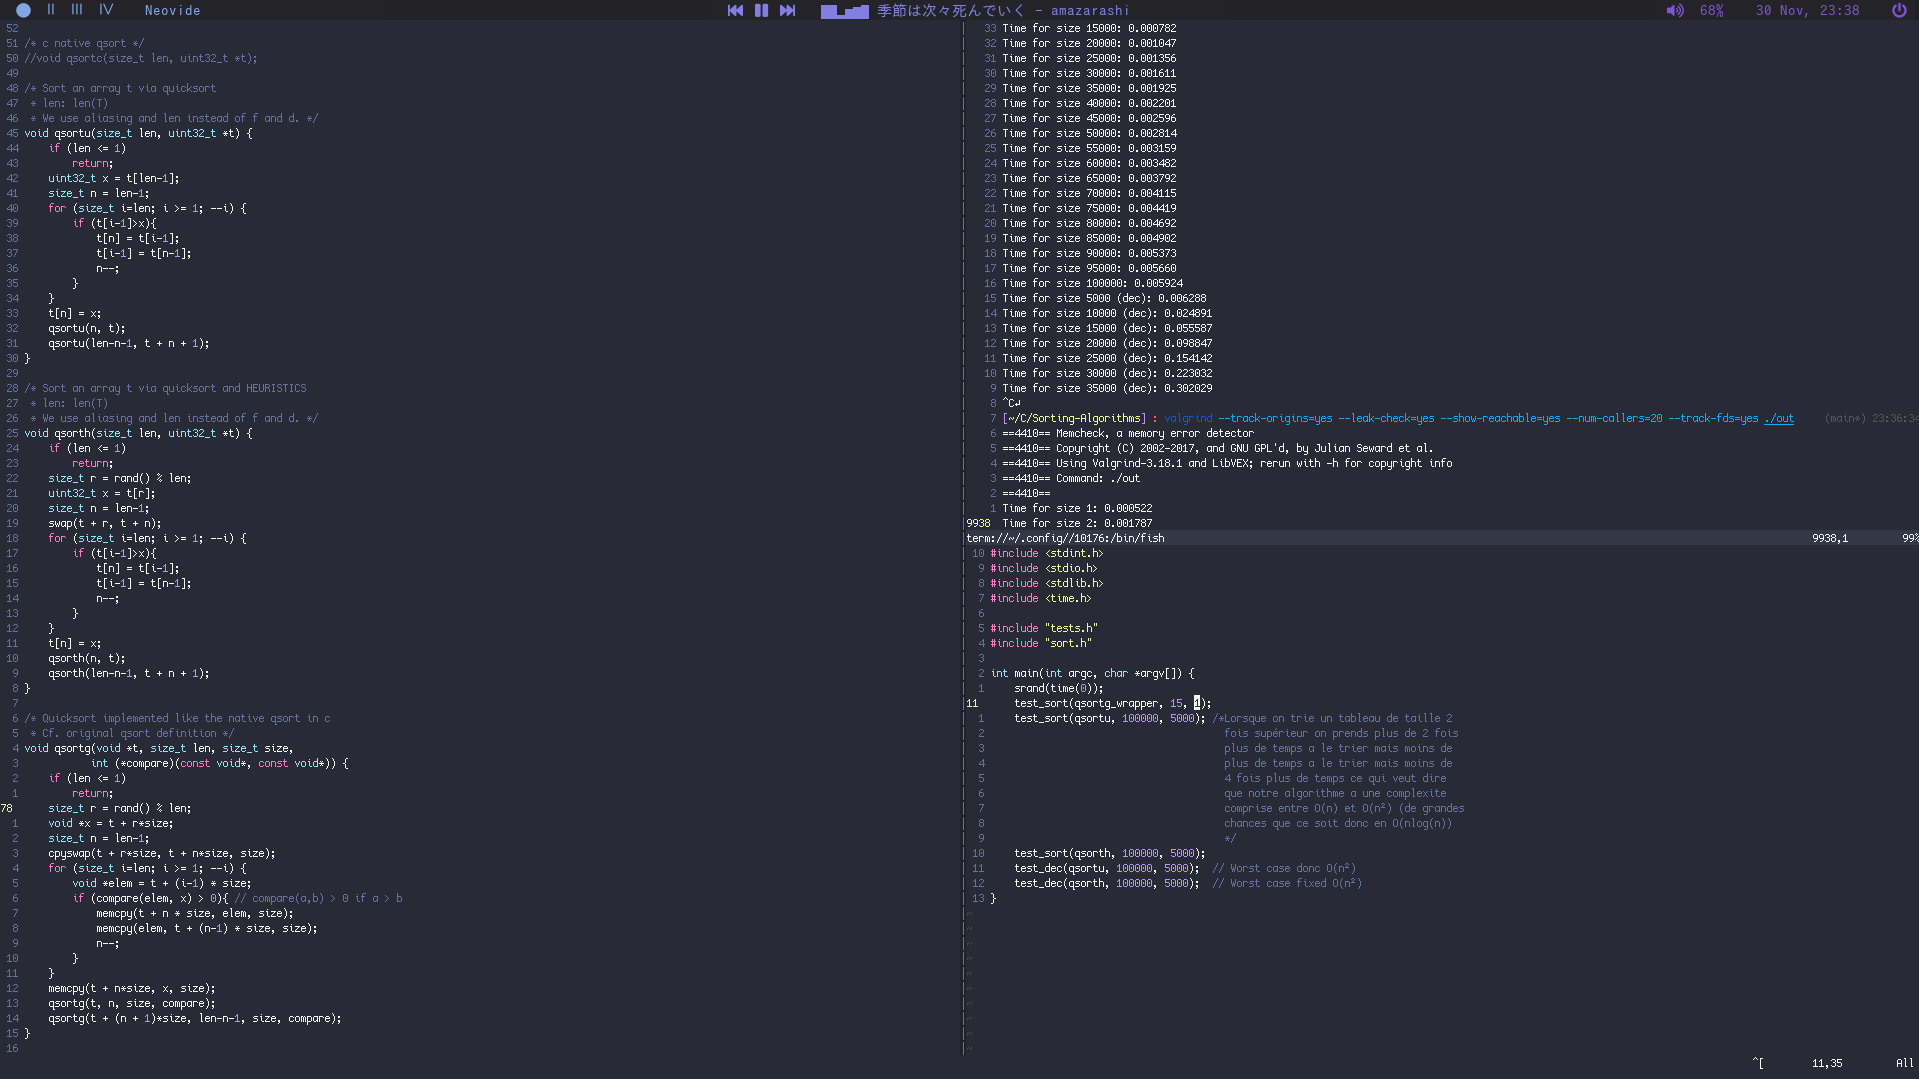 II III IV Neovide
季節は次々死んでいく - amazarashi
68% 30 Nov, 23:38
52
51 /* c native qsort */
50 //void qsortc(size_t len, uint32_t *t);
49
48 /* Sort an array t via quicksort
47  * len: len(T)
46  * We use aliasing and len instead of f and d. */
45 void qsortu(size_t len, uint32_t *t) {
44     if (len <= 1)
43         return;
42     uint32_t x = t[len-1];
41     size_t n = len-1;
40     for (size_t i=len; i >= 1; --i) {
39         if (t[i-1]>x){
38             t[n] = t[i-1];
37             t[i-1] = t[n-1];
36             n--;
35         }
34     }
33     t[n] = x;
32     qsortu(n, t);
31     qsortu(len-n-1, t + n + 1);
30 }
29
28 /* Sort an array t via quicksort and HEURISTICS
27  * len: len(T)
26  * We use aliasing and len instead of f and d. */
25 void qsorth(size_t len, uint32_t *t) {
24     if (len <= 1)
23         return;
22     size_t r = rand() % len;
21     uint32_t x = t[r];
20     size_t n = len-1;
19     swap(t + r, t + n);
18     for (size_t i=len; i >= 1; --i) {
17         if (t[i-1]>x){
16             t[n] = t[i-1];
15             t[i-1] = t[n-1];
14             n--;
13         }
12     }
11     t[n] = x;
10     qsorth(n, t);
9     qsorth(len-n-1, t + n + 1);
8 }
7
6 /* Quicksort implemented like the native qsort in c
5  * Cf. original qsort definition */
4 void qsortg(void *t, size_t len, size_t size,
3            int (*compare)(const void*, const void*)) {
2     if (len <= 1)
1         return;
78     size_t r = rand() % len;
1     void *x = t + r*size;
2     size_t n = len-1;
3     cpyswap(t + r*size, t + n*size, size);
4     for (size_t i=len; i >= 1; --i) {
5         void *elem = t + (i-1) * size;
6         if (compare(elem, x) > 0){ // compare(a,b) > 0 if a > b
7             memcpy(t + n * size, elem, size);
8             memcpy(elem, t + (n-1) * size, size);
9             n--;
10         }
11     }
12     memcpy(t + n*size, x, size);
13     qsortg(t, n, size, compare);
14     qsortg(t + (n + 1)*size, len-n-1, size, compare);
15 }
16
33 Time for size 15000: 0.000782
32 Time for size 20000: 0.001047
31 Time for size 25000: 0.001356
30 Time for size 30000: 0.001611
29 Time for size 35000: 0.001925
28 Time for size 40000: 0.002201
27 Time for size 45000: 0.002596
26 Time for size 50000: 0.002814
25 Time for size 55000: 0.003159
24 Time for size 60000: 0.003482
23 Time for size 65000: 0.003792
22 Time for size 70000: 0.004115
21 Time for size 75000: 0.004419
20 Time for size 80000: 0.004692
19 Time for size 85000: 0.004902
18 Time for size 90000: 0.005373
17 Time for size 95000: 0.005660
16 Time for size 100000: 0.005924
15 Time for size 5000 (dec): 0.006288
14 Time for size 10000 (dec): 0.024891
13 Time for size 15000 (dec): 0.055587
12 Time for size 20000 (dec): 0.098847
11 Time for size 25000 (dec): 0.154142
10 Time for size 30000 (dec): 0.223032
9 Time for size 35000 (dec): 0.302029
8 ^C↵
7 [~/C/Sorting-Algorithms] : valgrind --track-origins=yes --leak-check=yes --show-reachable=yes --num-callers=20 --track-fds=yes ./out (main*) 23:36:34
6 ==4410== Memcheck, a memory error detector
5 ==4410== Copyright (C) 2002-2017, and GNU GPL'd, by Julian Seward et al.
4 ==4410== Using Valgrind-3.18.1 and LibVEX; rerun with -h for copyright info
3 ==4410== Command: ./out
2 ==4410==
1 Time for size 1: 0.000522
9938 Time for size 2: 0.001787
term://~/.config//10176:/bin/fish 9938,1 99%
10 #include <stdint.h>
9 #include <stdio.h>
8 #include <stdlib.h>
7 #include <time.h>
6
5 #include "tests.h"
4 #include "sort.h"
3
2 int main(int argc, char *argv[]) {
1     srand(time(0));
11     test_sort(qsortg_wrapper, 15, 1);
1     test_sort(qsortu, 100000, 5000); /*Lorsque on trie un tableau de taille 2
2 fois supérieur on prends plus de 2 fois
3 plus de temps a le trier mais moins de
4 plus de temps a le trier mais moins de
5 4 fois plus de temps ce qui veut dire
6 que notre algorithme a une complexite
7 comprise entre O(n) et O(n²) (de grandes
8 chances que ce soit donc en O(nlog(n))
9 */
10     test_sort(qsorth, 100000, 5000);
11     test_dec(qsortu, 100000, 5000);  // Worst case donc O(n²)
12     test_dec(qsorth, 100000, 5000);  // Worst case fixed O(n²)
13 }
~
~
~
~
~
~
~
~
~
~
^[ 11,35 All